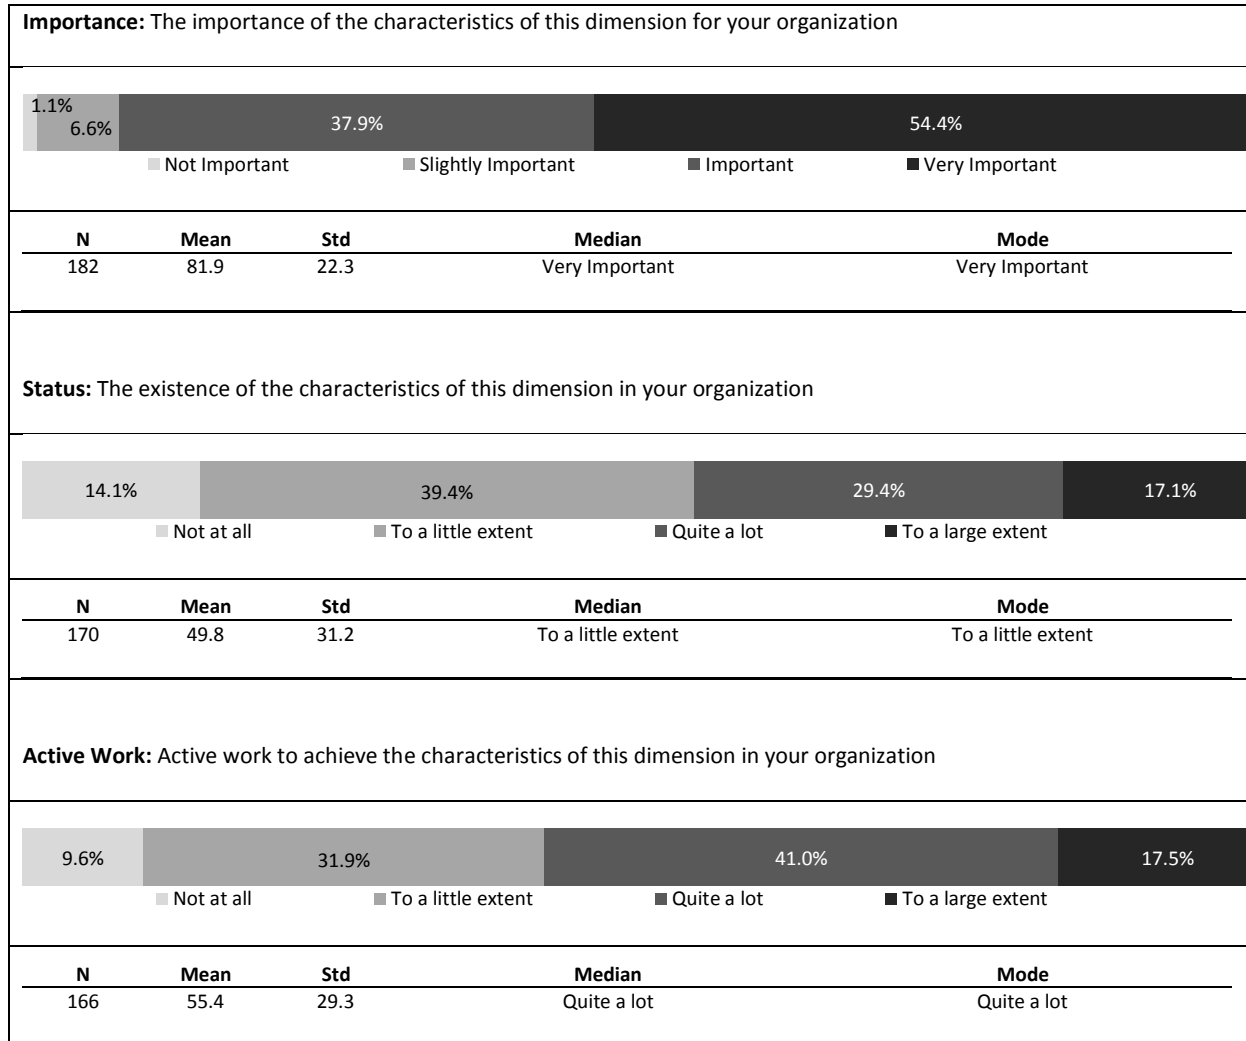 Importance: The importance of the characteristics of this dimension for your organization
1.1%
6.6% 37.9% 54.4%
Not Important Slightly Important Important Very Important
N Mean Std Median Mode
182 81.9 22.3 Very Important Very Important
Status: The existence of the characteristics of this dimension in your organization
14.1% 39.4% 29.4% 17.1%
Not at all To a little extent Quite a lot To a large extent
N Mean Std Median Mode
170 49.8 31.2 To a little extent To a little extent
Active Work: Active work to achieve the characteristics of this dimension in your organization
9.6% 31.9% 41.0% 17.5%
Not at all To a little extent Quite a lot To a large extent
N Mean Std Median Mode
166 55.4 29.3 Quite a lot Quite a lot